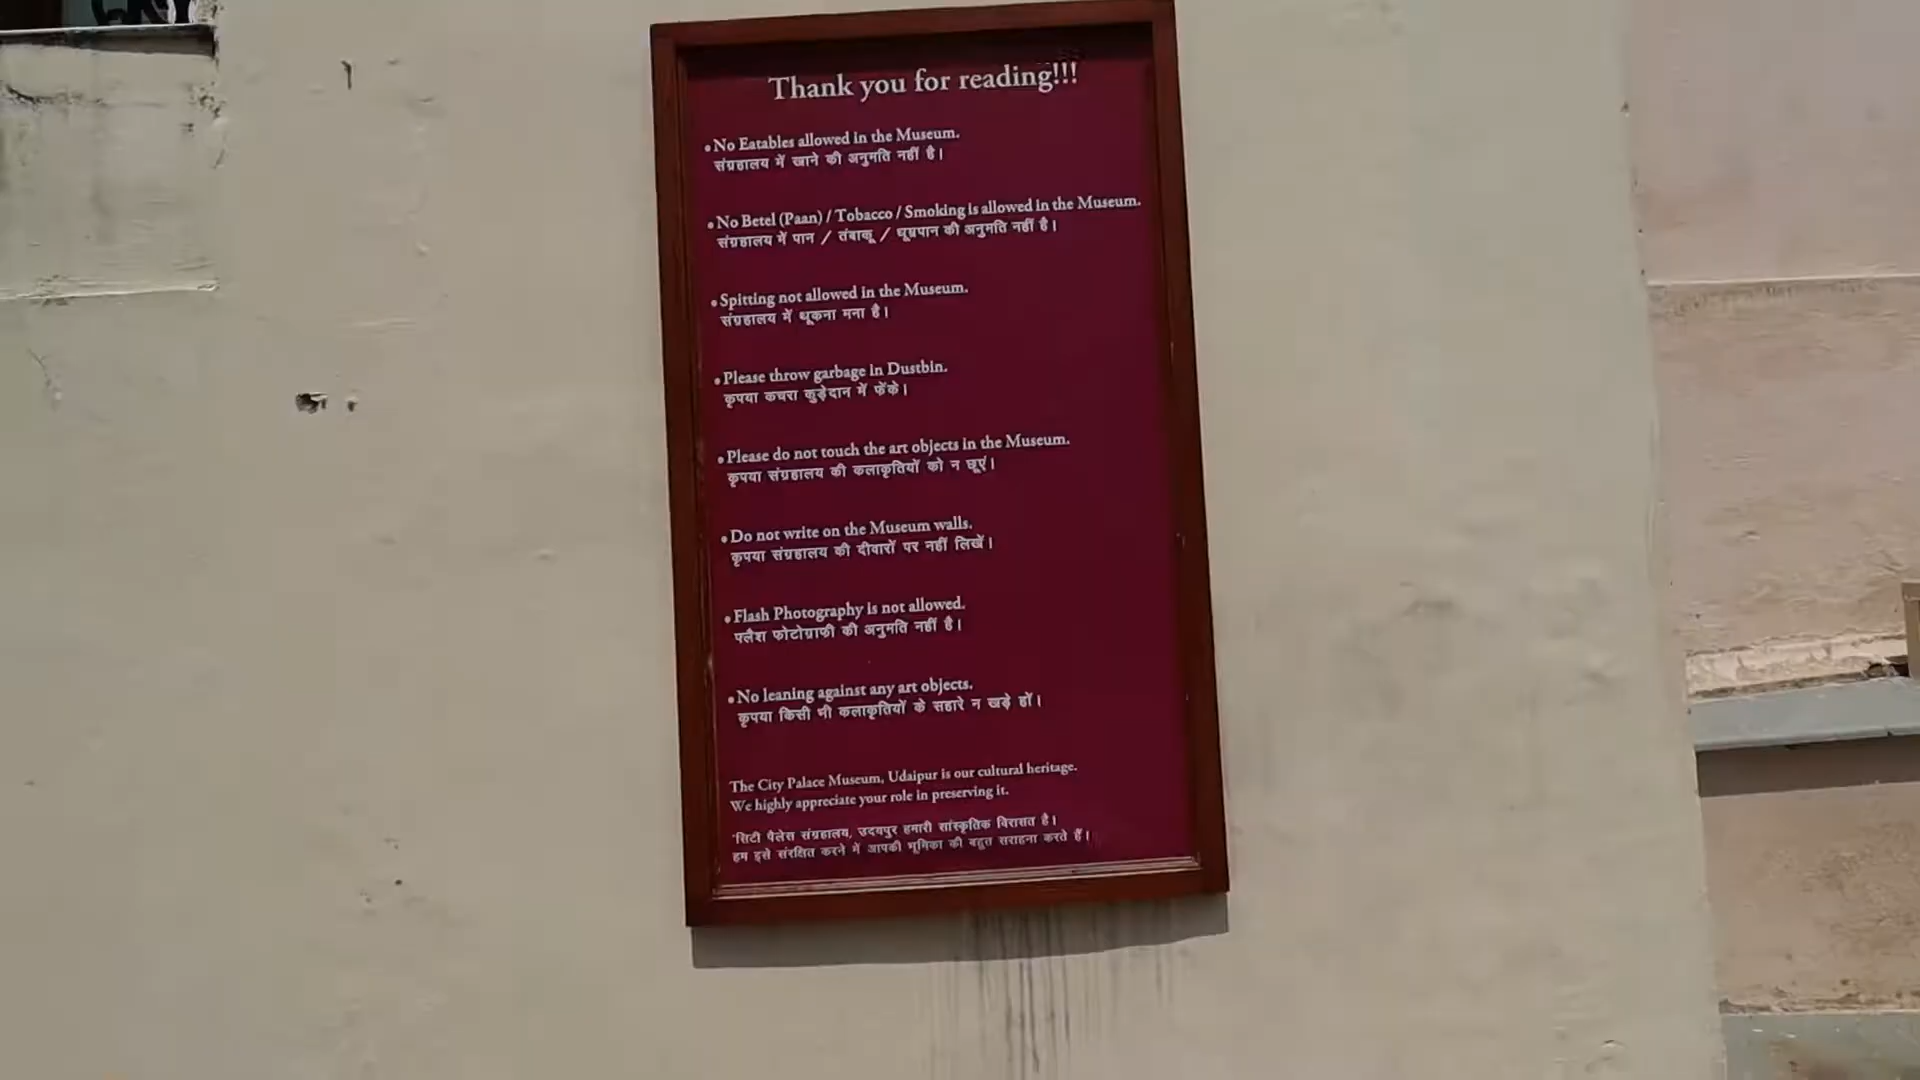 Thank you for reading!!!
• No Eatables allowed in the Museum.
संग्रहालय में खाने की अनुमति नहीं है।
• No Betel (Paan) / Tobacco / Smoking is allowed in the Museum.
संग्रहालय में पान / तंबाकू / धूम्रपान की अनुमति नहीं है।
• Spitting not allowed in the Museum.
संग्रहालय में थूकना मना है।
• Please throw garbage in Dustbin.
कृपया कचरा कुड़ेदान में फेंके।
• Please do not touch the art objects in the Museum.
कृपया संग्रहालय की कलाकृतियों को न छूएं।
• Do not write on the Museum walls.
कृपया संग्रहालय की दीवारों पर नहीं लिखें।
• Flash Photography is not allowed.
फ्लैश फोटोग्राफी की अनुमति नहीं है।
• No leaning against any art objects.
कृपया किसी भी कलाकृतियों के सहारे न खड़े हों।
The City Palace Museum, Udaipur is our cultural heritage.
We highly appreciate your role in preserving it.
'सिटी पैलेस संग्रहालय, उदयपुर हमारी सांस्कृतिक विरासत है।
हम इसे संरक्षित करने में आपकी भूमिका की बहुत सराहना करते हैं।